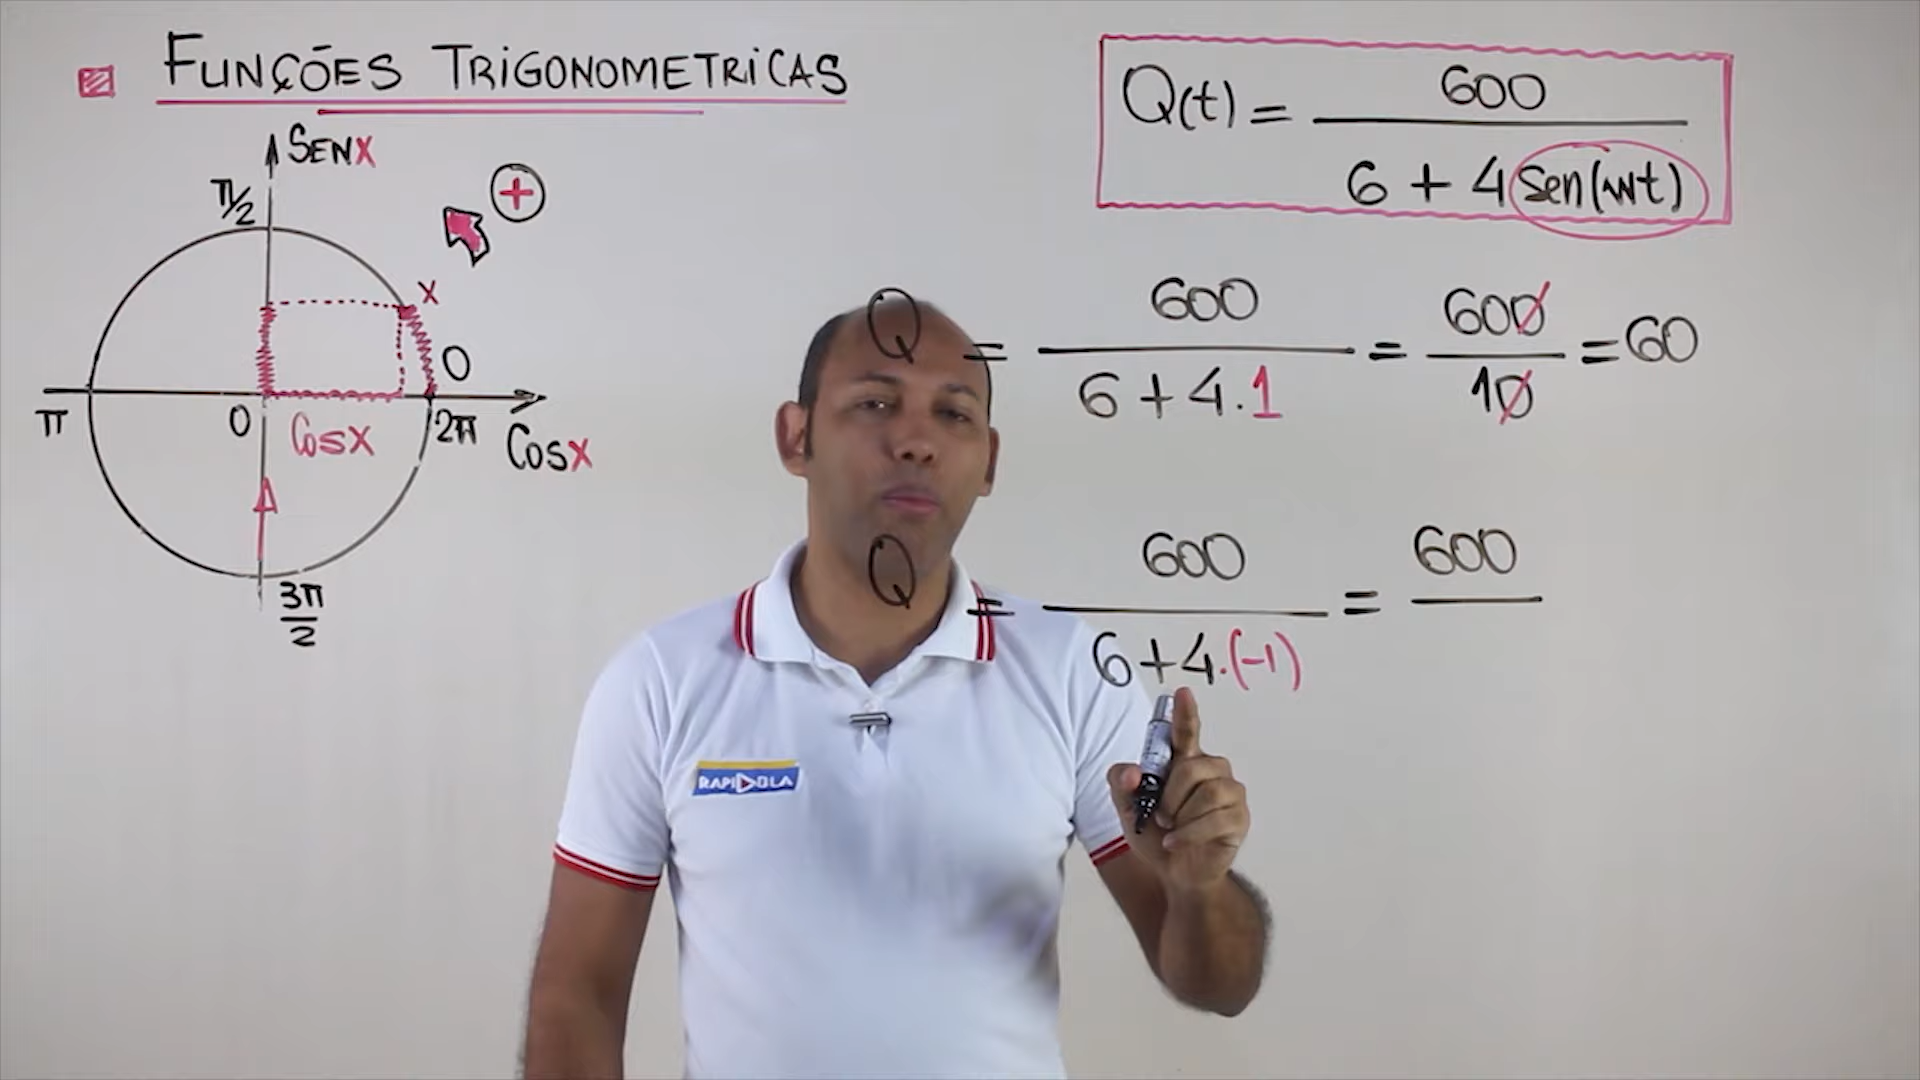 FUNÇÕES TRIGONOMETRICAS
SENX
π/2
+
X
0
π
0
COSX
2π
COSX
3π/2
Q(t) = 600 / 6 + 4 Sen(wt)
Q = 600 / 6 + 4.1 = 600 / 10 = 60
Q = 600 / 6 + 4.(-1) = 600
RAPIDOLA